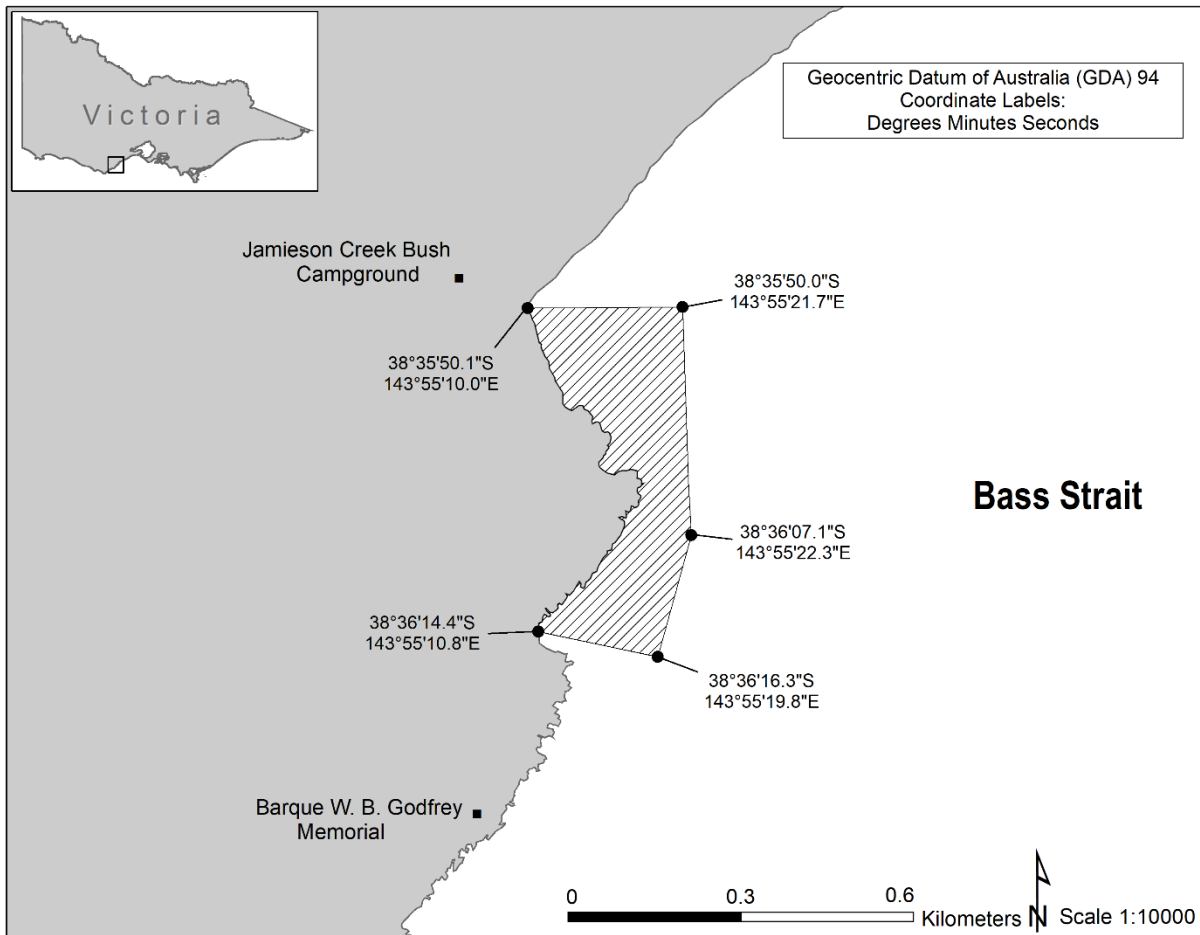 Victoria
Geocentric Datum of Australia (GDA) 94
Coordinate Labels:
Degrees Minutes Seconds
Jamieson Creek Bush
Campground
38°35'50.0"S
143°55'21.7"E
38°35'50.1"S
143°55'10.0"E
Bass Strait
38°36'07.1"S
143°55'22.3"E
38°36'14.4"S
143°55'10.8"E
38°36'16.3"S
143°55'19.8"E
Barque W. B. Godfrey
Memorial
0 0.3 0.6
Kilometers N Scale 1:10000